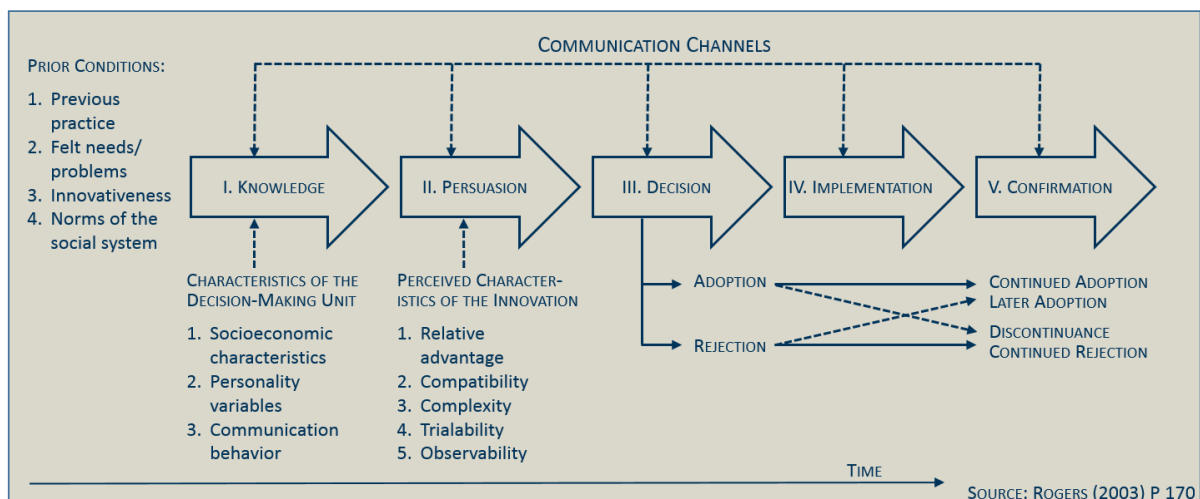 COMMUNICATION CHANNELS
PRIOR CONDITIONS:
1. Previous
practice
2. Felt needs/
problems
3. Innovativeness
4. Norms of the
social system
I. KNOWLEDGE
II. PERSUASION
III. DECISION
IV. IMPLEMENTATION
V. CONFIRMATION
CHARACTERISTICS OF THE
DECISION-MAKING UNIT
1. Socioeconomic
characteristics
2. Personality
variables
3. Communication
behavior
PERCEIVED CHARACTER-
ISTICS OF THE INNOVATION
1. Relative
advantage
2. Compatibility
3. Complexity
4. Trialability
5. Observability
ADOPTION
REJECTION
CONTINUED ADOPTION
LATER ADOPTION
DISCONTINUANCE
CONTINUED REJECTION
TIME
SOURCE: ROGERS (2003) P 170